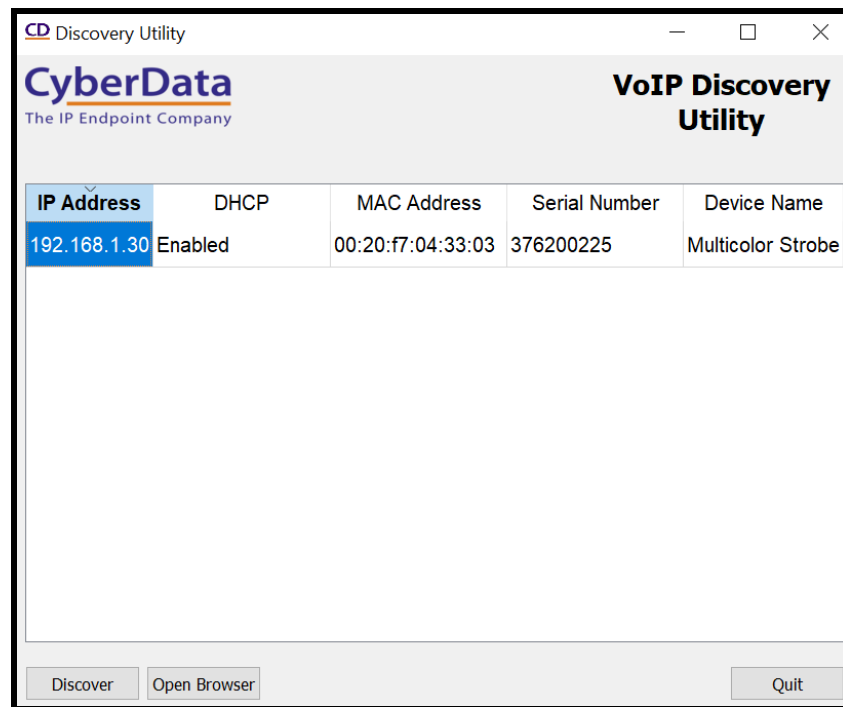 CD Discovery Utility
CyberData
The IP Endpoint Company
VoIP Discovery
Utility
IP Address DHCP MAC Address Serial Number Device Name
192.168.1.30 Enabled 00:20:f7:04:33:03 376200225 Multicolor Strobe
Discover Open Browser Quit